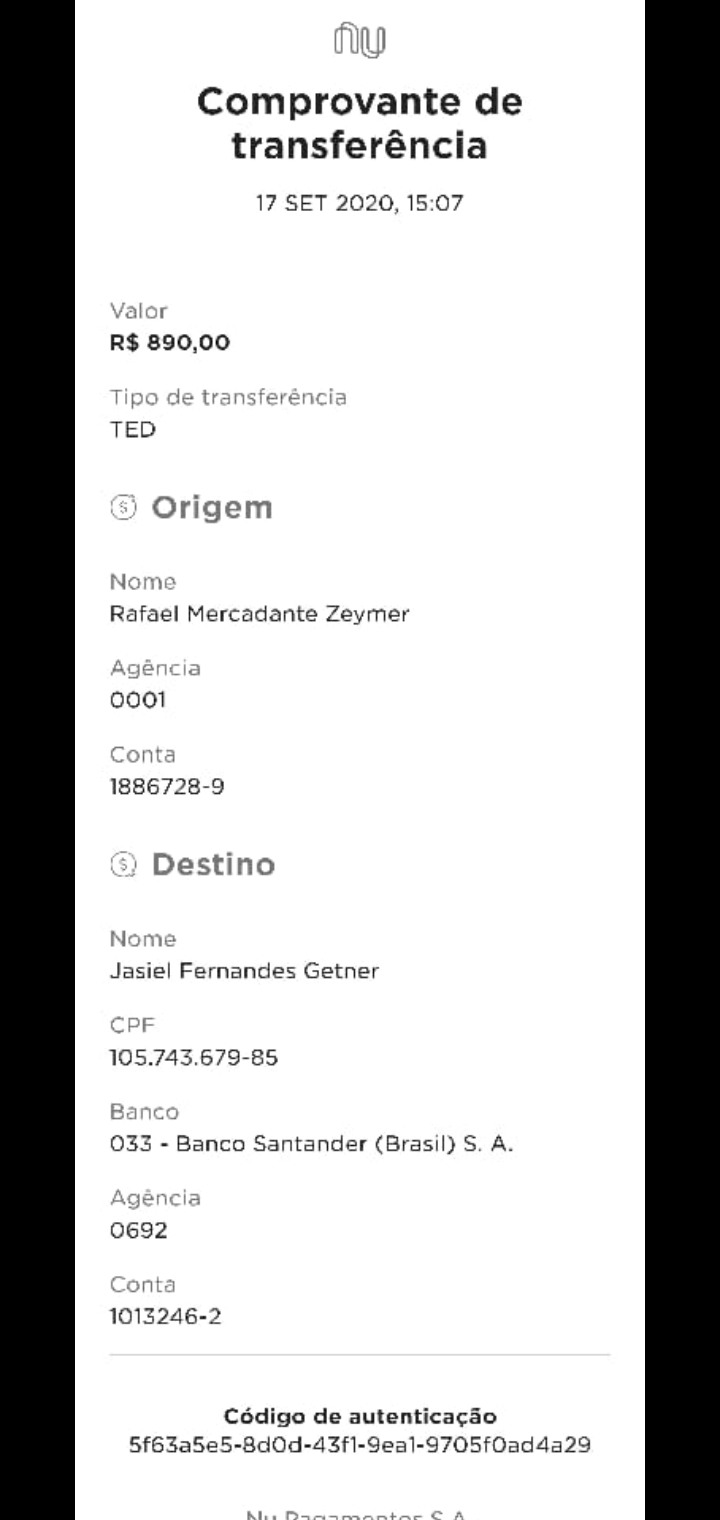 nu
Comprovante de
transferência
17 SET 2020, 15:07
Valor
R$ 890,00
Tipo de transferência
TED
Origem
Nome
Rafael Mercadante Zeymer
Agência
0001
Conta
1886728-9
Destino
Nome
Jasiel Fernandes Getner
CPF
105.743.679-85
Banco
033 - Banco Santander (Brasil) S. A.
Agência
0692
Conta
1013246-2
Código de autenticação
5f63a5e5-8d0d-43f1-9ea1-9705f0ad4a29
Nu Pagamentos S.A.